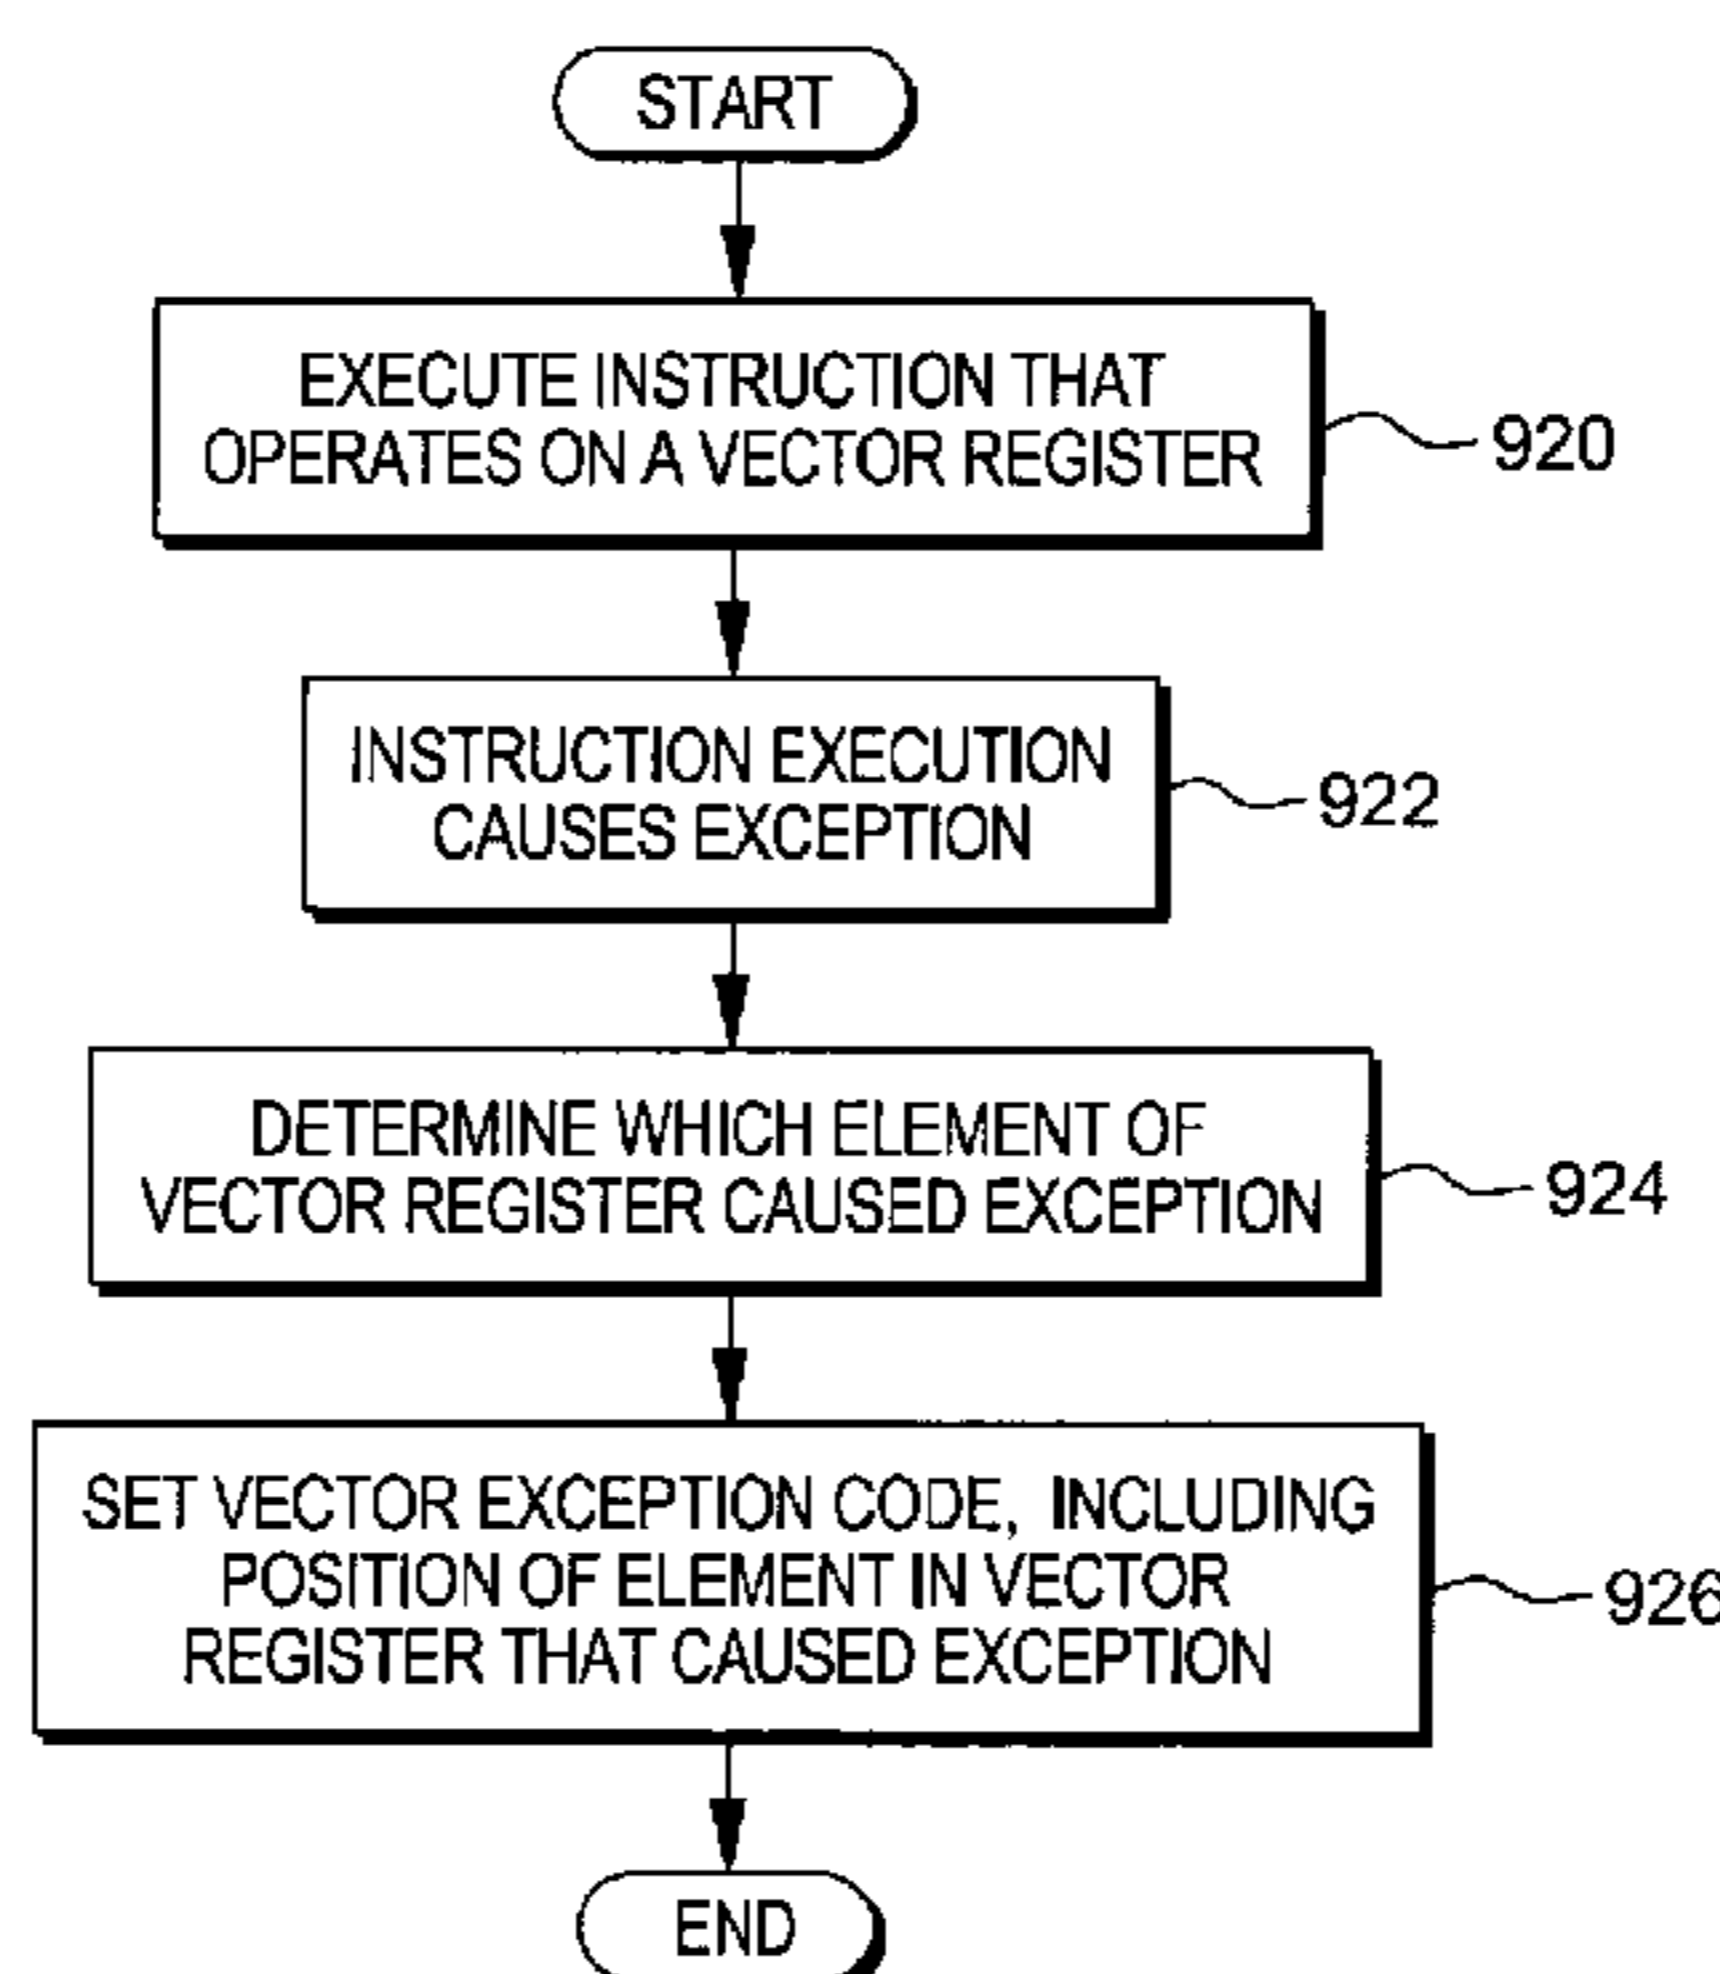 START
EXECUTE INSTRUCTION THAT
OPERATES ON A VECTOR REGISTER
920
INSTRUCTION EXECUTION
CAUSES EXCEPTION
922
DETERMINE WHICH ELEMENT OF
VECTOR REGISTER CAUSED EXCEPTION
924
SET VECTOR EXCEPTION CODE, INCLUDING
POSITION OF ELEMENT IN VECTOR
REGISTER THAT CAUSED EXCEPTION
926
END